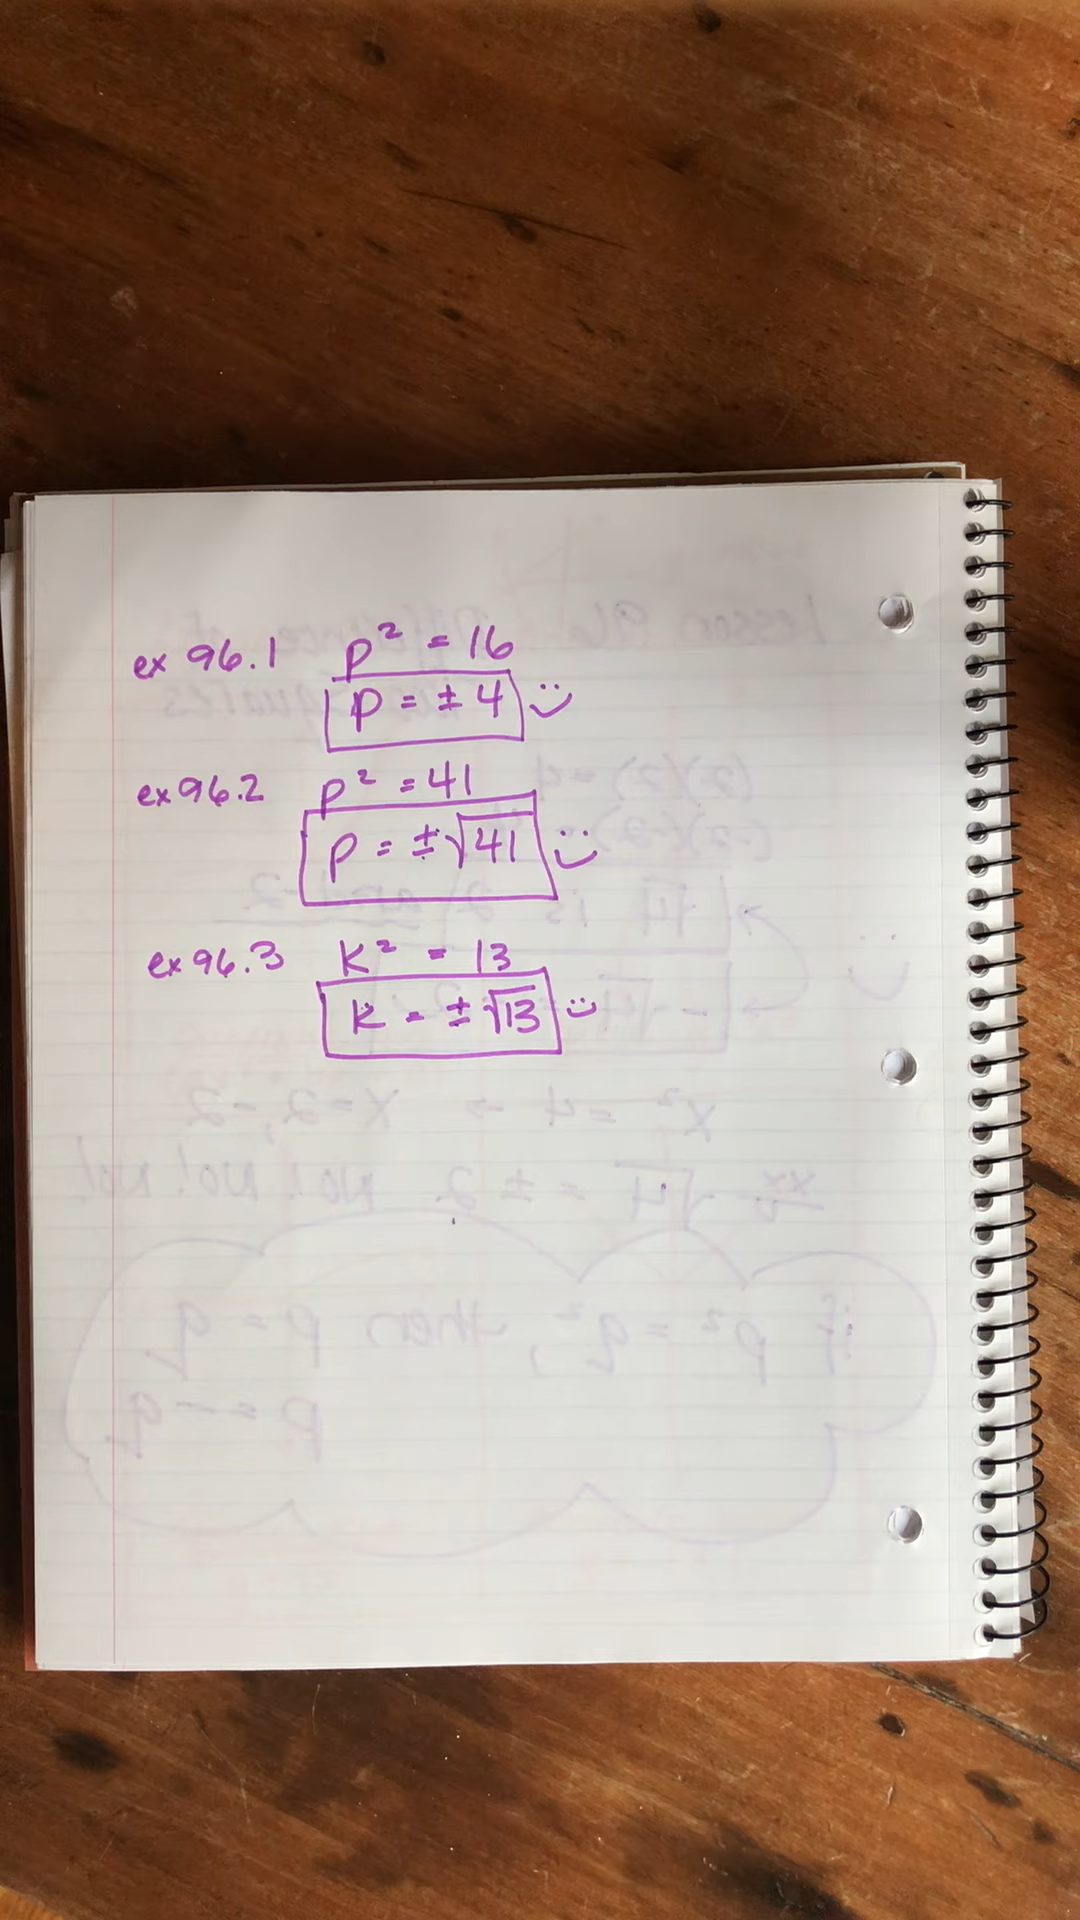 ex 96.1 p² = 16
p = ± 4 :)
ex 96.2 p² = 41
p = ±√41 :)
ex 96.3 k² = 13
k = ±√13 :)